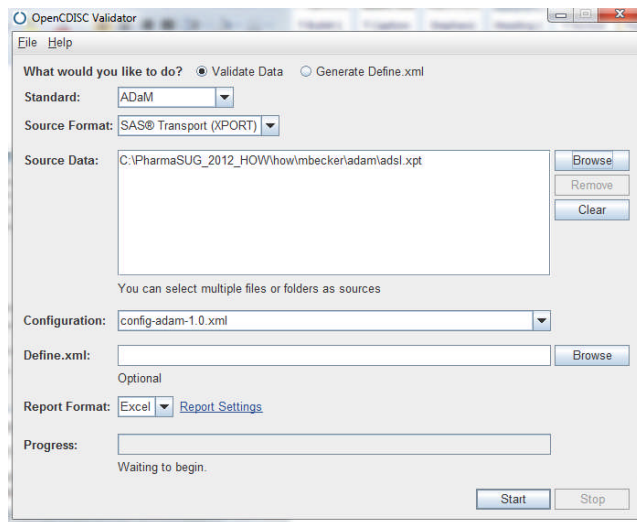 OpenCDISC Validator
File Help
What would you like to do? Validate Data Generate Define.xml
Standard: ADaM
Source Format: SAS® Transport (XPORT)
Source Data: C:\PharmaSUG_2012_HOW\how\mbecker\adam\adsl.xpt Browse
Remove
Clear
You can select multiple files or folders as sources
Configuration: config-adam-1.0.xml
Define.xml: Browse
Optional
Report Format: Excel Report Settings
Progress:
Waiting to begin.
Start Stop